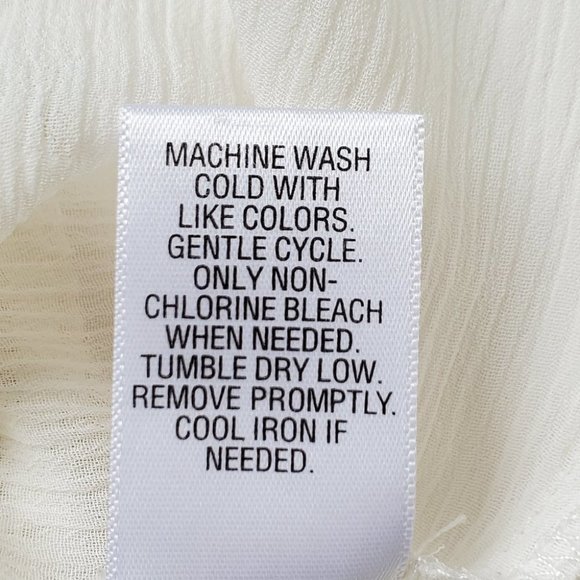 MACHINE WASH
COLD WITH
LIKE COLORS.
GENTLE CYCLE.
ONLY NON-
CHLORINE BLEACH
WHEN NEEDED.
TUMBLE DRY LOW.
REMOVE PROMPTLY.
COOL IRON IF
NEEDED.